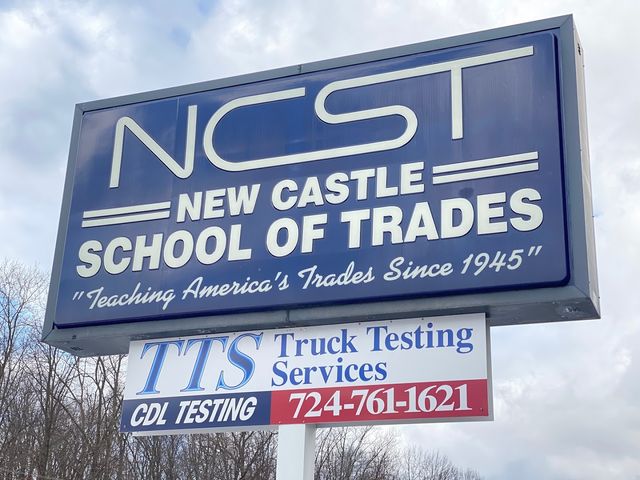 NCST
NEW CASTLE
SCHOOL OF TRADES
"Teaching America's Trades Since 1945"
TTS Truck Testing
Services
CDL TESTING 724-761-1621